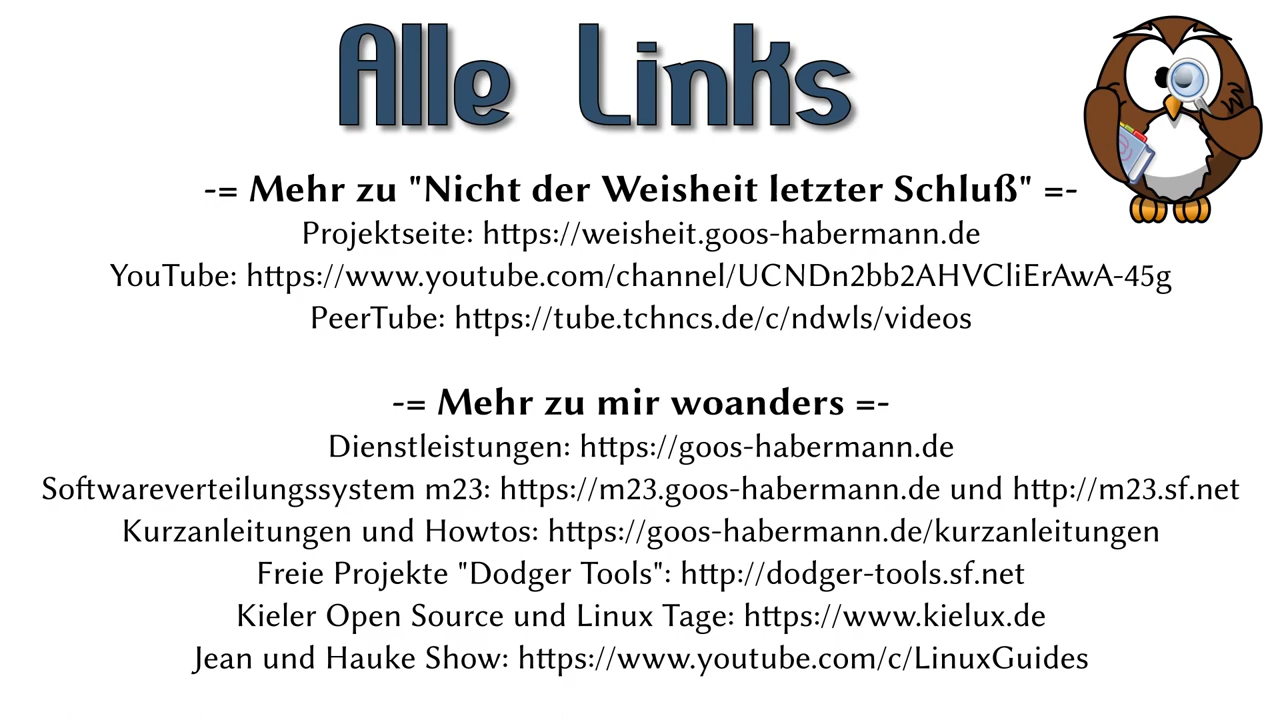 Alle Links
-= Mehr zu "Nicht der Weisheit letzter Schluß" =-
Projektseite: https://weisheit.goos-habermann.de
YouTube: https://www.youtube.com/channel/UCNDn2bb2AHVCliErAwA-45g
PeerTube: https://tube.tchncs.de/c/ndwls/videos
-= Mehr zu mir woanders =-
Dienstleistungen: https://goos-habermann.de
Softwareverteilungssystem m23: https://m23.goos-habermann.de und http://m23.sf.net
Kurzanleitungen und Howtos: https://goos-habermann.de/kurzanleitungen
Freie Projekte "Dodger Tools": http://dodger-tools.sf.net
Kieler Open Source und Linux Tage: https://www.kielux.de
Jean und Hauke Show: https://www.youtube.com/c/LinuxGuides